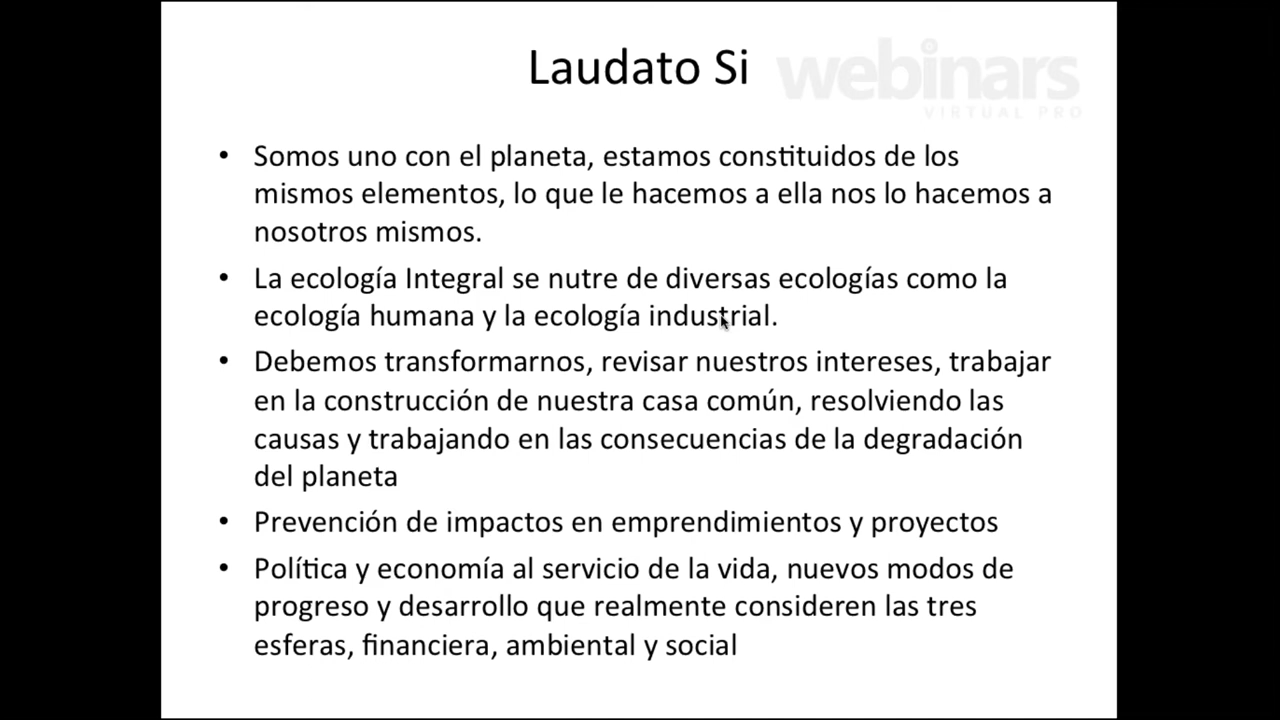 Laudato Si
webinars
VIRTUAL PRO
• Somos uno con el planeta, estamos constituidos de los
mismos elementos, lo que le hacemos a ella nos lo hacemos a
nosotros mismos.
• La ecología Integral se nutre de diversas ecologías como la
ecología humana y la ecología industrial.
• Debemos transformarnos, revisar nuestros intereses, trabajar
en la construcción de nuestra casa común, resolviendo las
causas y trabajando en las consecuencias de la degradación
del planeta
• Prevención de impactos en emprendimientos y proyectos
• Política y economía al servicio de la vida, nuevos modos de
progreso y desarrollo que realmente consideren las tres
esferas, financiera, ambiental y social